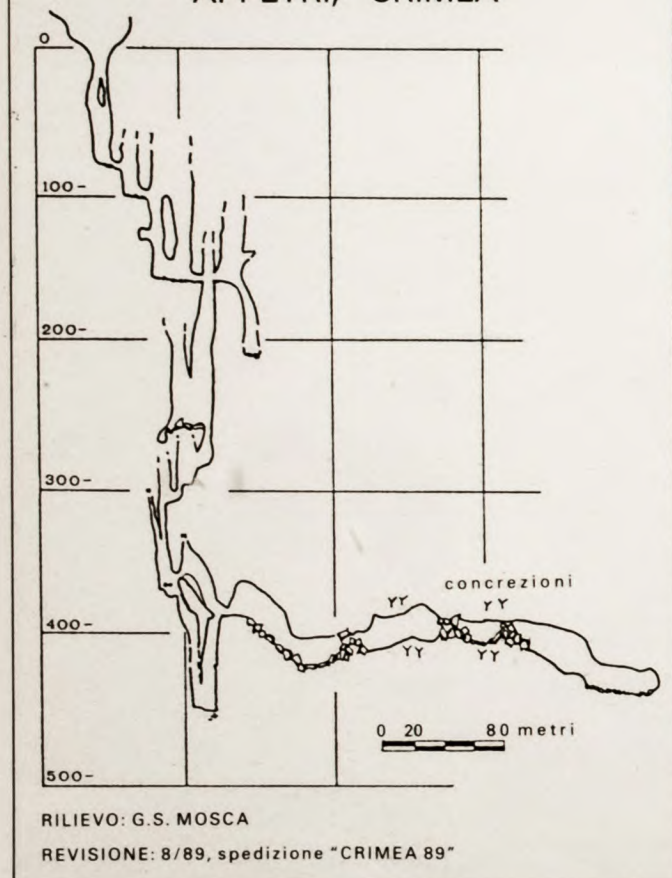 0
100-
200-
300-
concrezioni
400-
0 20 80 metri
500-
RILIEVO: G.S. MOSCA
REVISIONE: 8/89, spedizione "CRIMEA 89"